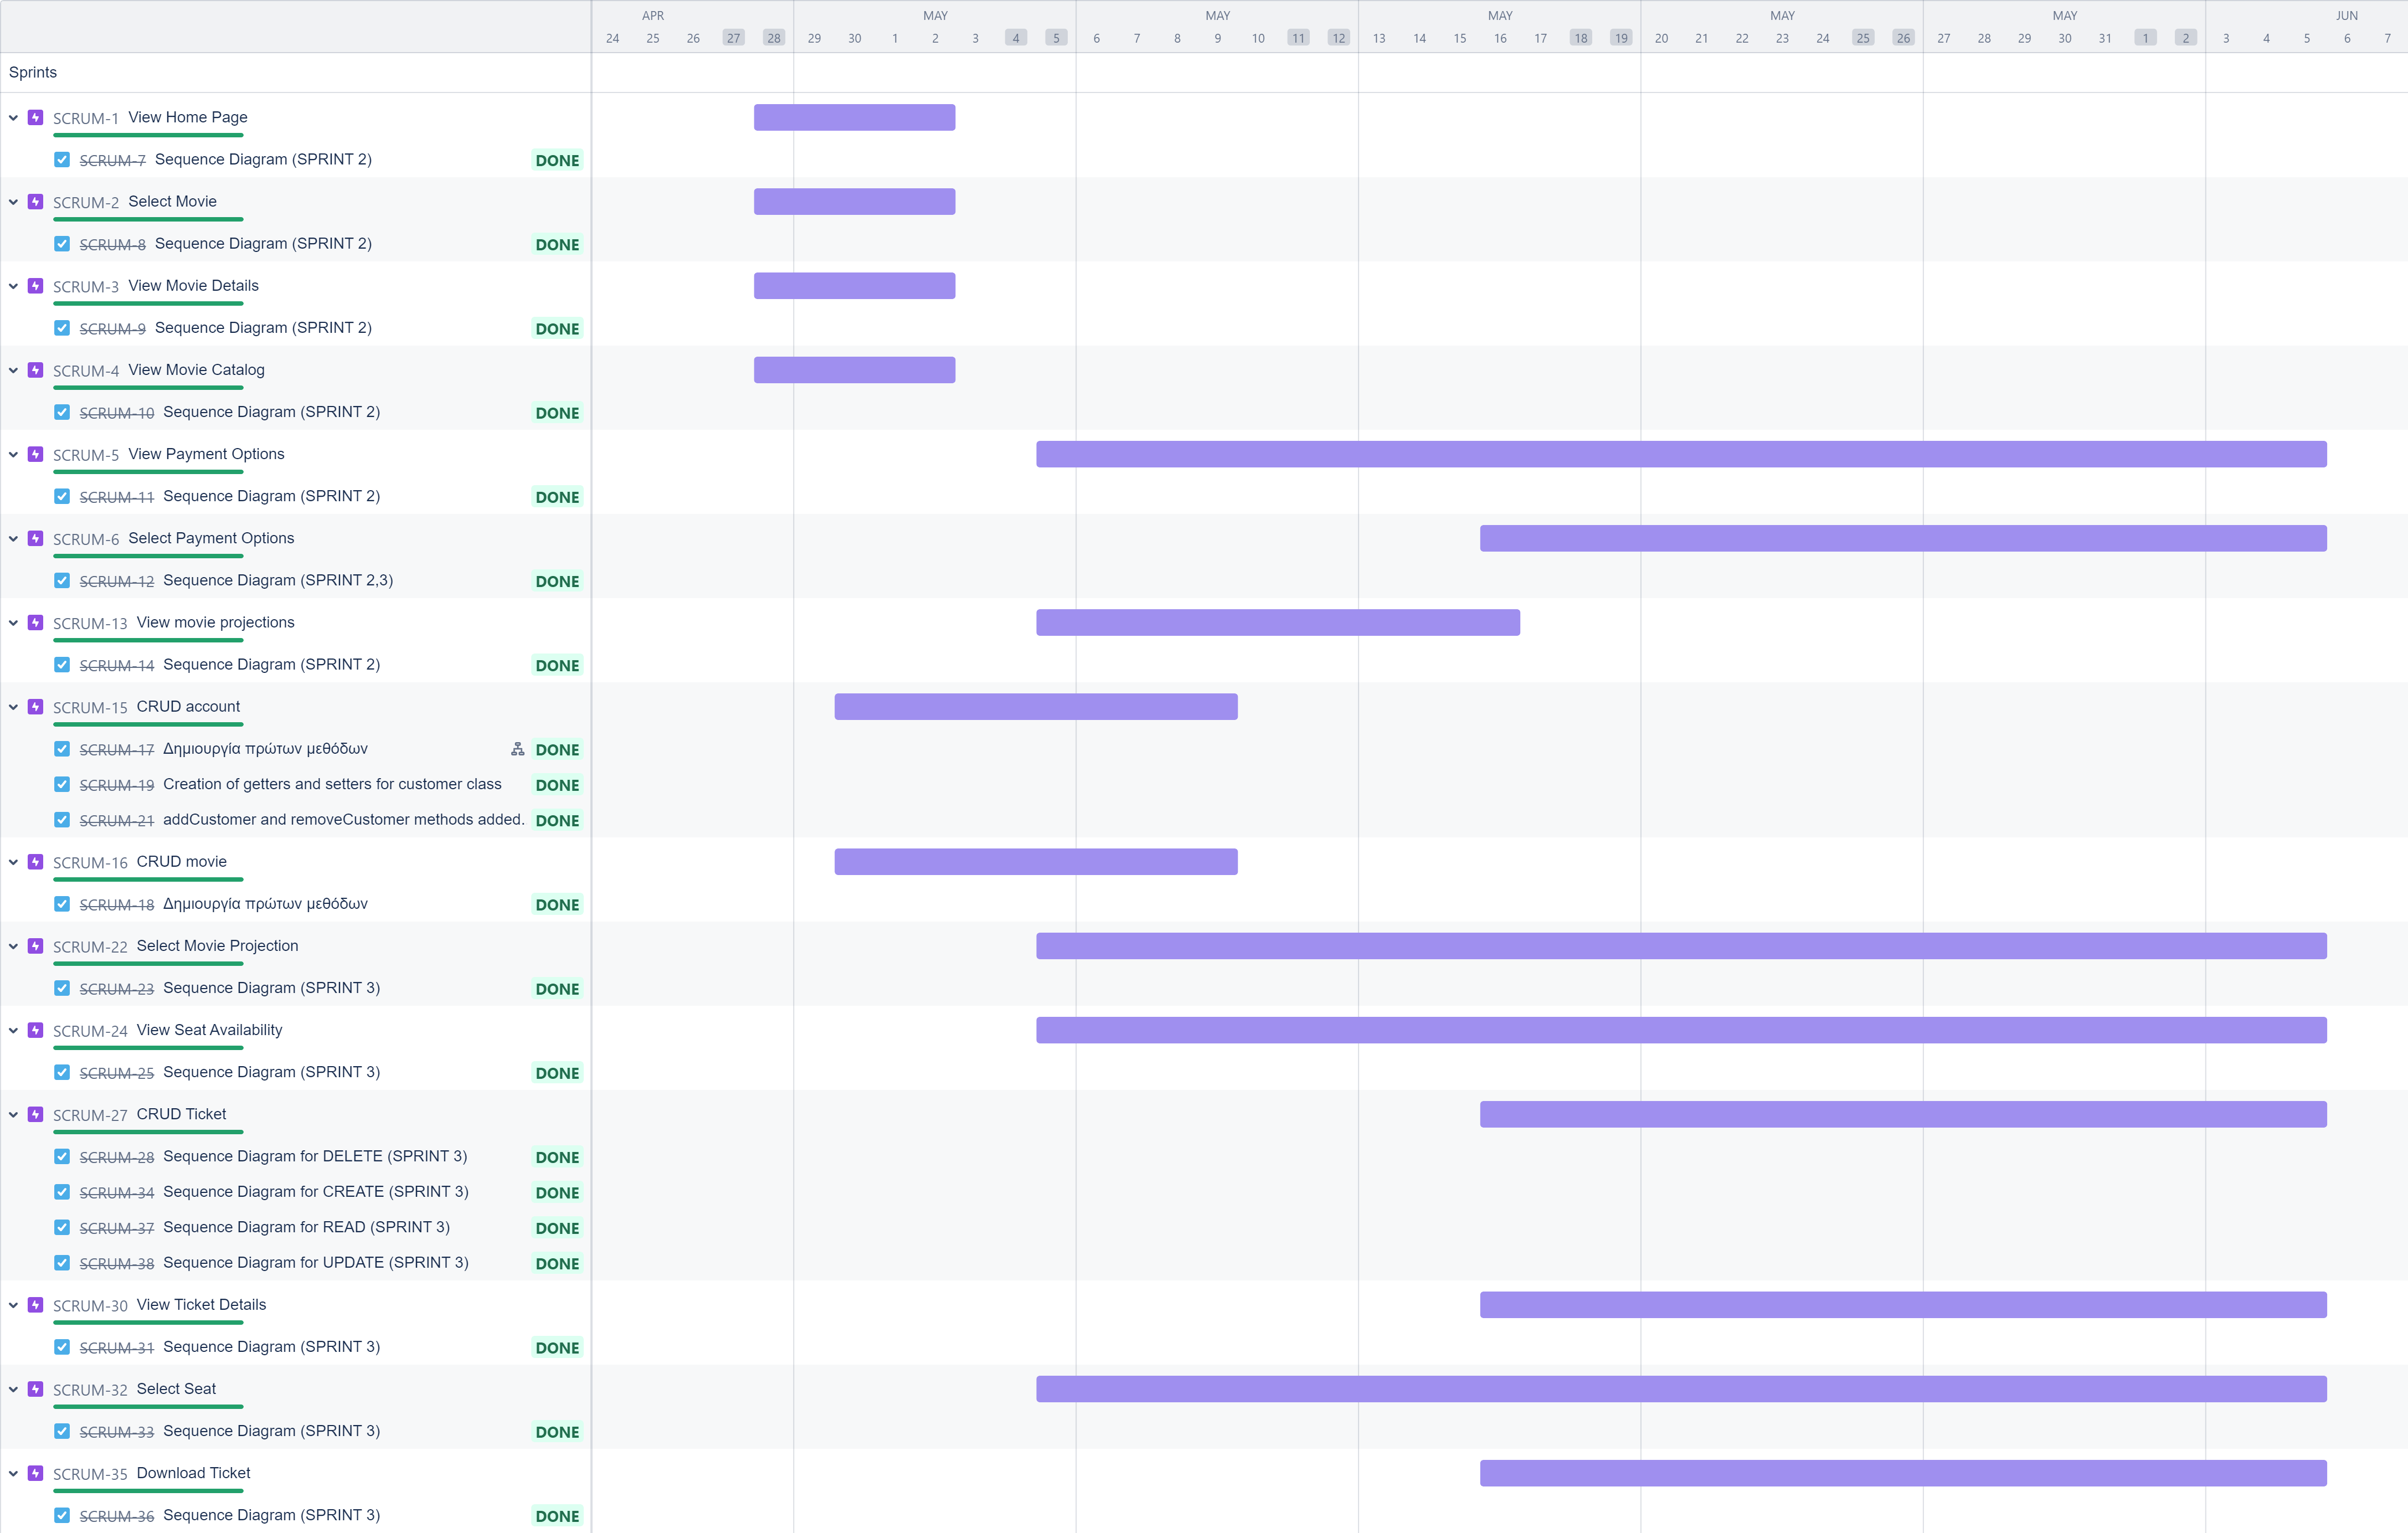 APR MAY MAY MAY MAY MAY JUN
24 25 26 27 28 29 30 1 2 3 4 5 6 7 8 9 10 11 12 13 14 15 16 17 18 19 20 21 22 23 24 25 26 27 28 29 30 31 1 2 3 4 5 6 7
Sprints
SCRUM-1 View Home Page
SCRUM-7 Sequence Diagram (SPRINT 2) DONE
SCRUM-2 Select Movie
SCRUM-8 Sequence Diagram (SPRINT 2) DONE
SCRUM-3 View Movie Details
SCRUM-9 Sequence Diagram (SPRINT 2) DONE
SCRUM-4 View Movie Catalog
SCRUM-10 Sequence Diagram (SPRINT 2) DONE
SCRUM-5 View Payment Options
SCRUM-11 Sequence Diagram (SPRINT 2) DONE
SCRUM-6 Select Payment Options
SCRUM-12 Sequence Diagram (SPRINT 2,3) DONE
SCRUM-13 View movie projections
SCRUM-14 Sequence Diagram (SPRINT 2) DONE
SCRUM-15 CRUD account
SCRUM-17 Δημιουργία πρώτων μεθόδων DONE
SCRUM-19 Creation of getters and setters for customer class DONE
SCRUM-21 addCustomer and removeCustomer methods added. DONE
SCRUM-16 CRUD movie
SCRUM-18 Δημιουργία πρώτων μεθόδων DONE
SCRUM-22 Select Movie Projection
SCRUM-23 Sequence Diagram (SPRINT 3) DONE
SCRUM-24 View Seat Availability
SCRUM-25 Sequence Diagram (SPRINT 3) DONE
SCRUM-27 CRUD Ticket
SCRUM-28 Sequence Diagram for DELETE (SPRINT 3) DONE
SCRUM-34 Sequence Diagram for CREATE (SPRINT 3) DONE
SCRUM-37 Sequence Diagram for READ (SPRINT 3) DONE
SCRUM-38 Sequence Diagram for UPDATE (SPRINT 3) DONE
SCRUM-30 View Ticket Details
SCRUM-31 Sequence Diagram (SPRINT 3) DONE
SCRUM-32 Select Seat
SCRUM-33 Sequence Diagram (SPRINT 3) DONE
SCRUM-35 Download Ticket
SCRUM-36 Sequence Diagram (SPRINT 3) DONE